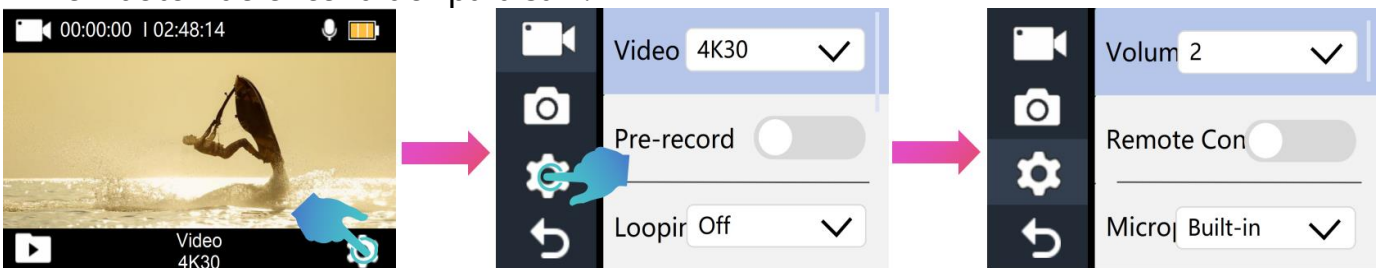 00:00:00 I 02:48:14
Video
4K30
Video 4K30
Pre-record
Loopin Off
Volum 2
Remote Con
Microp Built-in